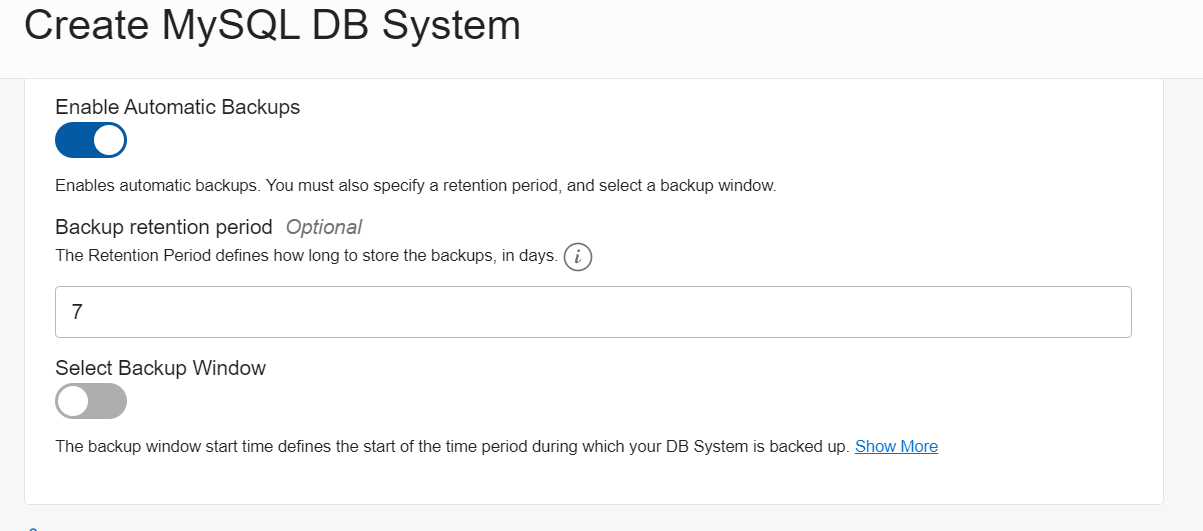 Create MySQL DB System
Enable Automatic Backups
Enables automatic backups. You must also specify a retention period, and select a backup window.
Backup retention period Optional
The Retention Period defines how long to store the backups, in days. i
7
Select Backup Window
The backup window start time defines the start of the time period during which your DB System is backed up. Show More